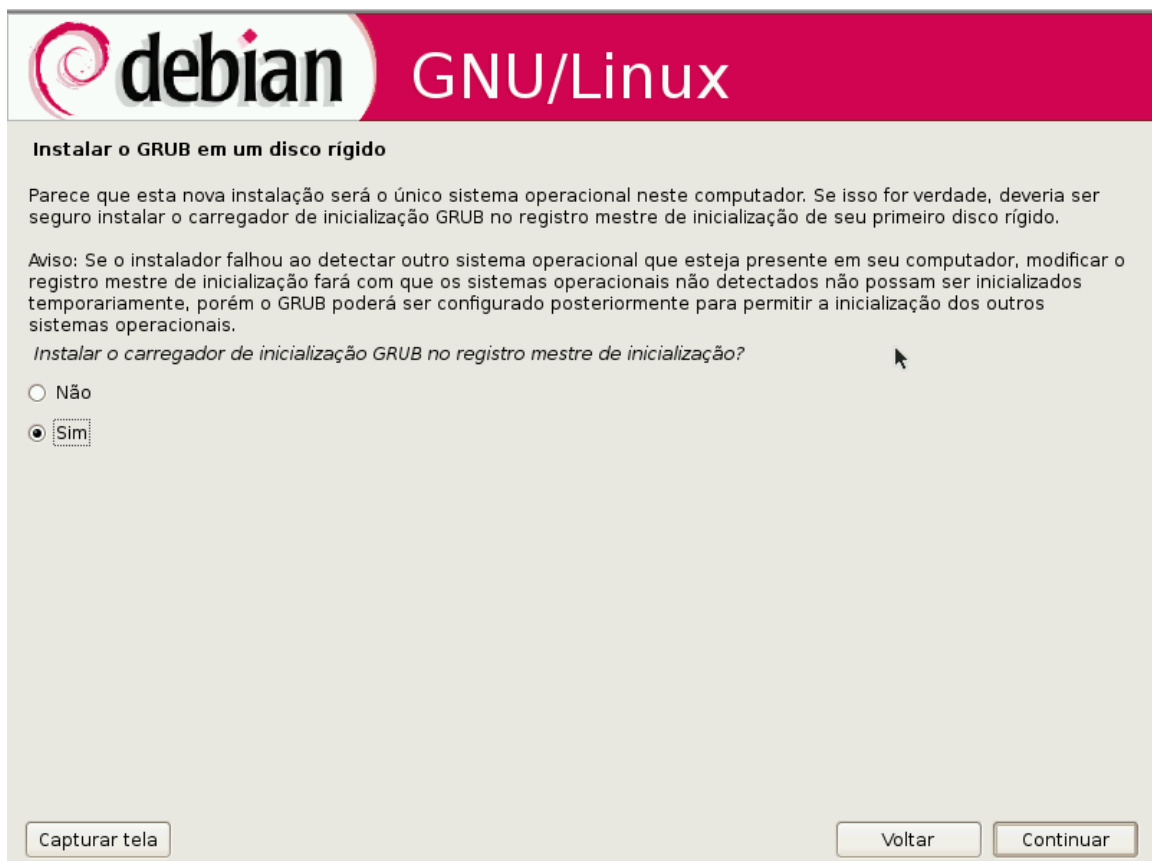 debian GNU/Linux
Instalar o GRUB em um disco rígido
Parece que esta nova instalação será o único sistema operacional neste computador. Se isso for verdade, deveria ser
seguro instalar o carregador de inicialização GRUB no registro mestre de inicialização de seu primeiro disco rígido.
Aviso: Se o instalador falhou ao detectar outro sistema operacional que esteja presente em seu computador, modificar o
registro mestre de inicialização fará com que os sistemas operacionais não detectados não possam ser inicializados
temporariamente, porém o GRUB poderá ser configurado posteriormente para permitir a inicialização dos outros
sistemas operacionais.
Instalar o carregador de inicialização GRUB no registro mestre de inicialização?
Não
Sim
Capturar tela Voltar Continuar